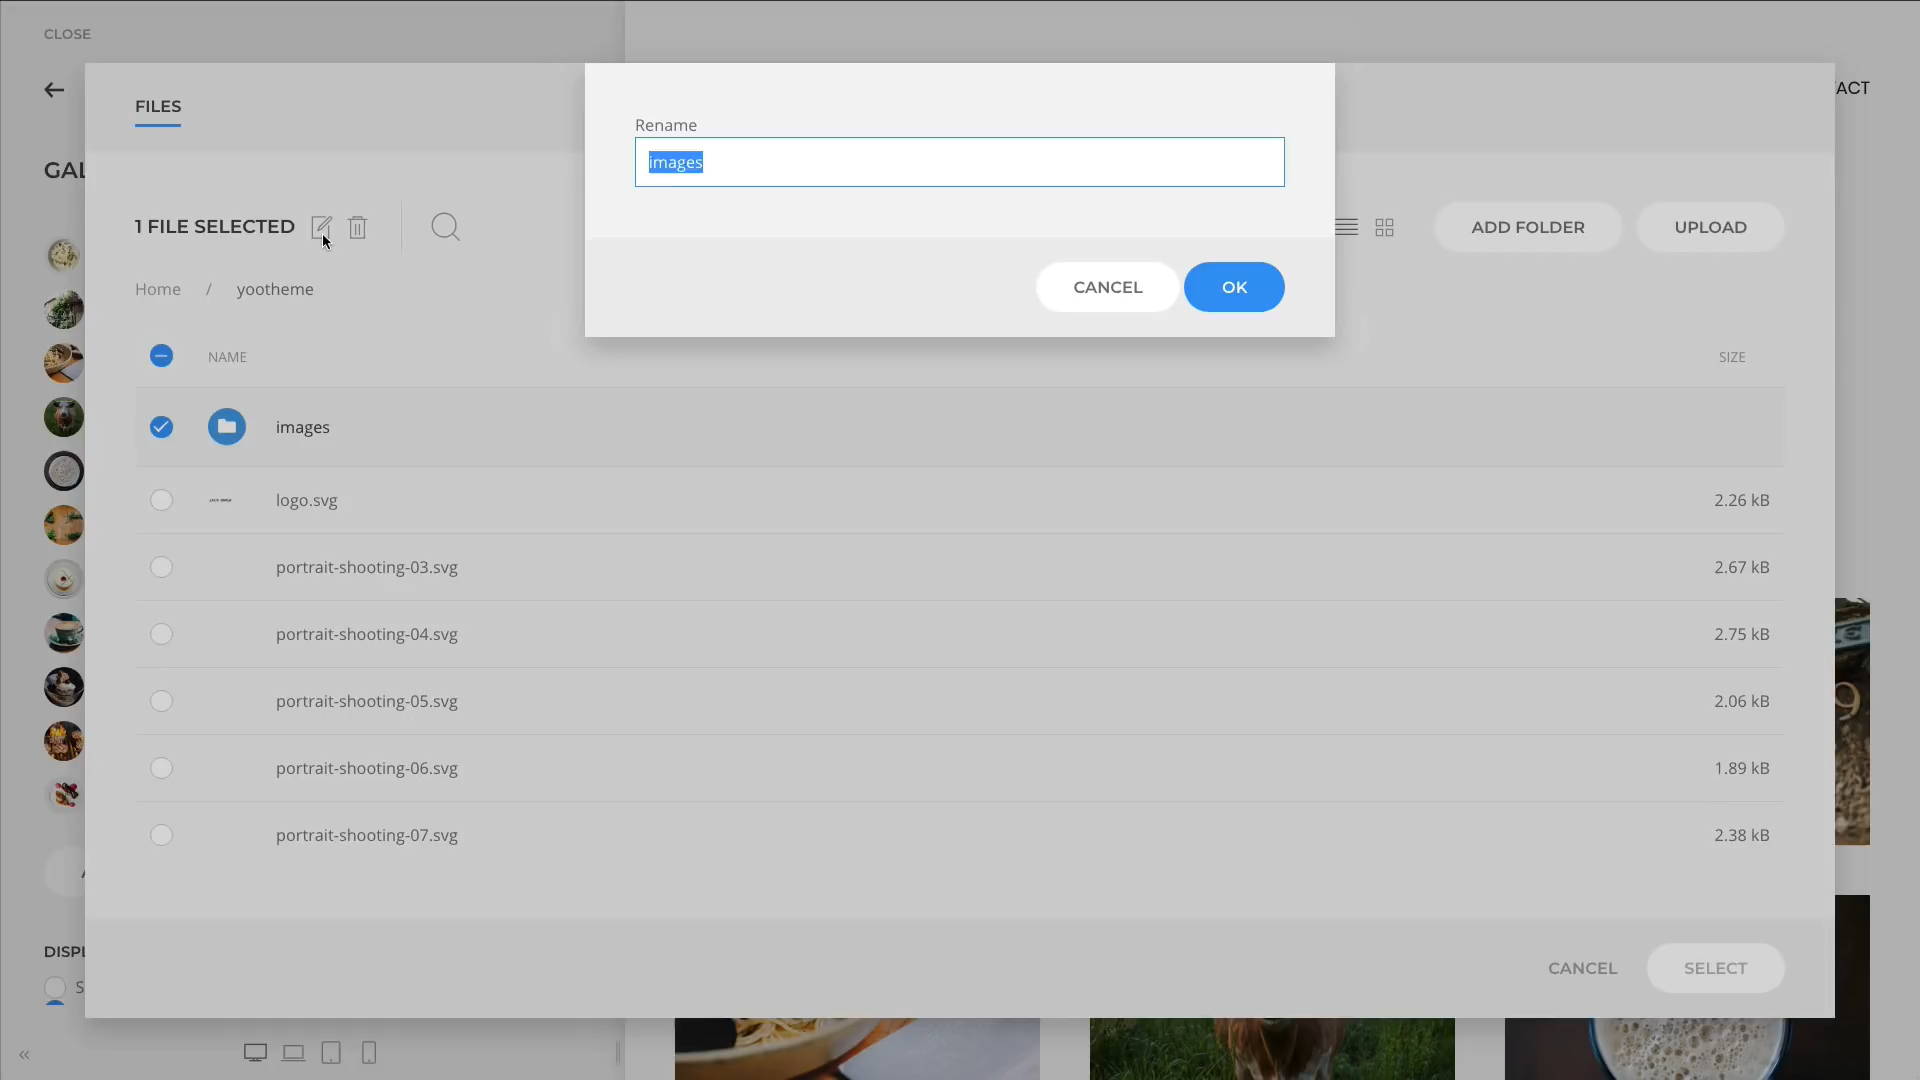 CLOSE
ACT
FILES
Rename
images
GAL
1 FILE SELECTED
ADD FOLDER
UPLOAD
CANCEL
OK
Home / yootheme
NAME
SIZE
images
logo.svg
2.26 kB
portrait-shooting-03.svg
2.67 kB
portrait-shooting-04.svg
2.75 kB
portrait-shooting-05.svg
2.06 kB
portrait-shooting-06.svg
1.89 kB
portrait-shooting-07.svg
2.38 kB
DISPL
S
CANCEL
SELECT